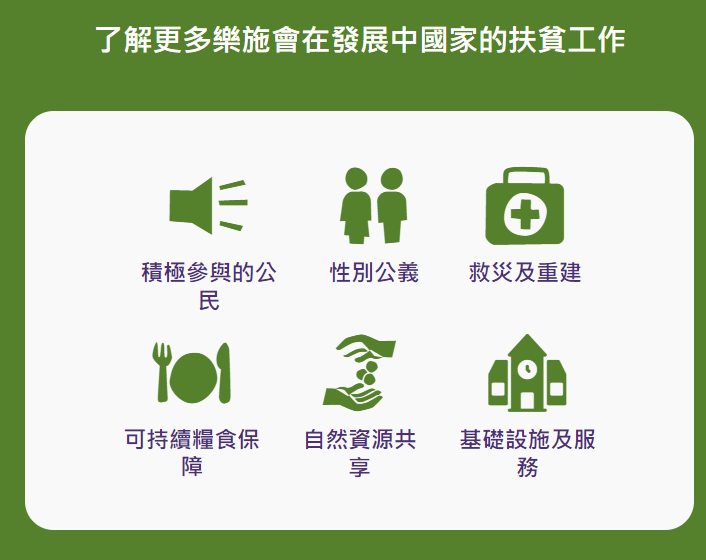 了解更多樂施會在發展中國家的扶貧工作
積極參與的公
民
性別公義
救災及重建
可持續糧食保
障
自然資源共
享
基礎設施及服
務